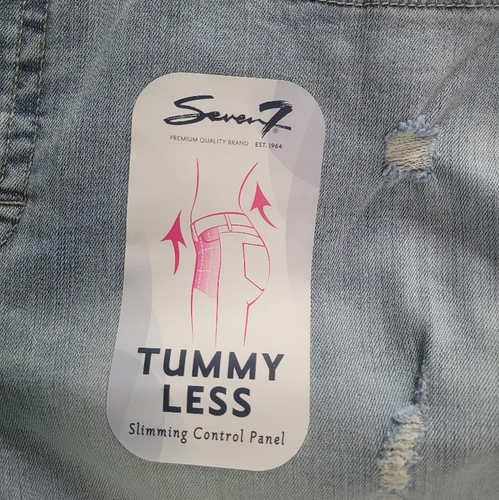 Seven7®
PREMIUM QUALITY BRAND EST. 1964
TUMMY
LESS
Slimming Control Panel